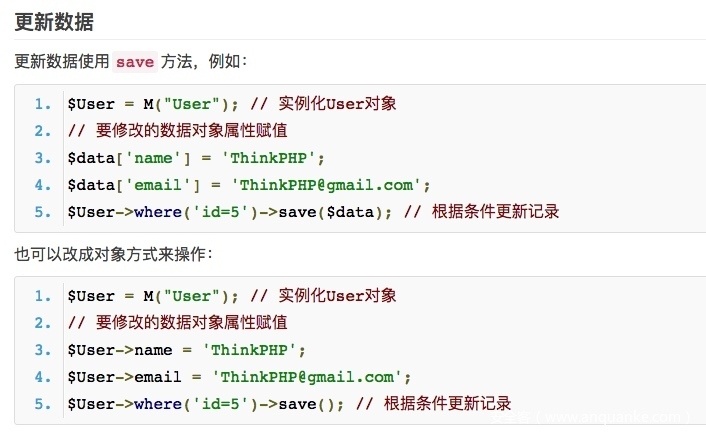 更新数据
更新数据使用 save 方法，例如：
1. $User = M("User"); // 实例化User对象
2. // 要修改的数据对象属性赋值
3. $data['name'] = 'ThinkPHP';
4. $data['email'] = 'ThinkPHP@gmail.com';
5. $User->where('id=5')->save($data); // 根据条件更新记录
也可以改成对象方式来操作：
1. $User = M("User"); // 实例化User对象
2. // 要修改的数据对象属性赋值
3. $User->name = 'ThinkPHP';
4. $User->email = 'ThinkPHP@gmail.com';
5. $User->where('id=5')->save(); // 根据条件更新记录